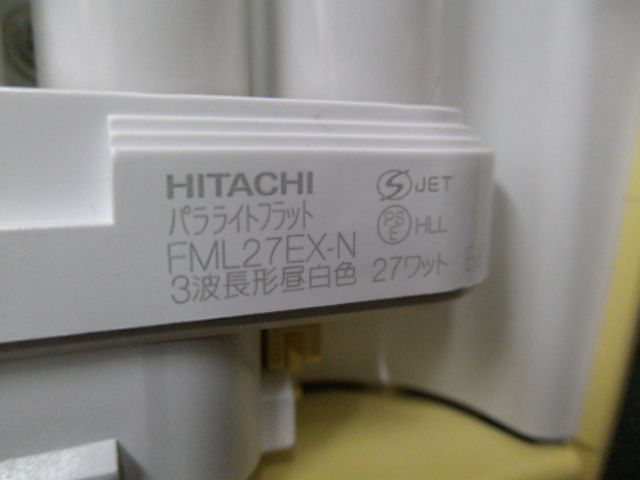 HITACHI
JET
パラライトフラット
PS
E
HLL
FML27EX-N
3波長形昼白色 27ワット